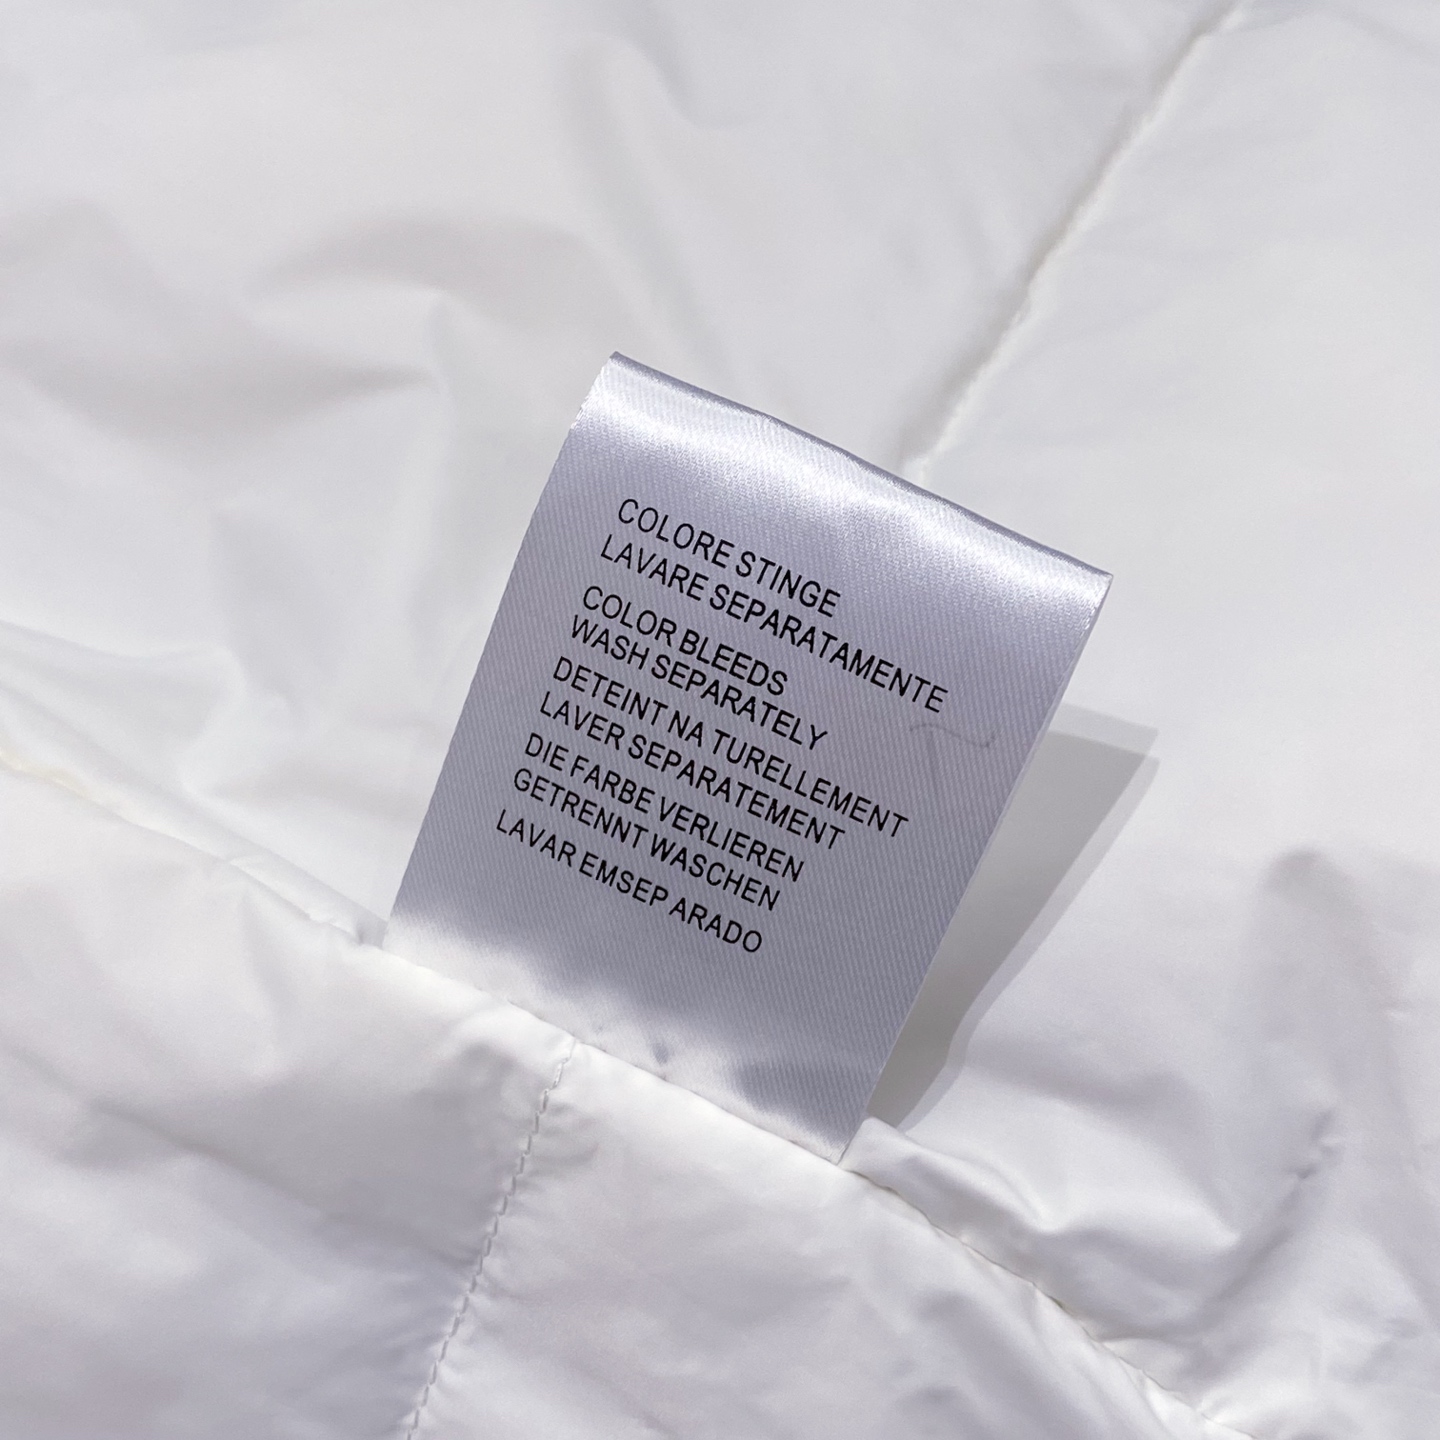 COLORE STINGE
LAVARE SEPARATAMENTE
COLOR BLEEDS
WASH SEPARATELY
DETEINT NA TURELLEMENT
LAVER SEPARATEMENT
DIE FARBE VERLIEREN
GETRENNT WASCHEN
LAVAR EMSEP ARADO